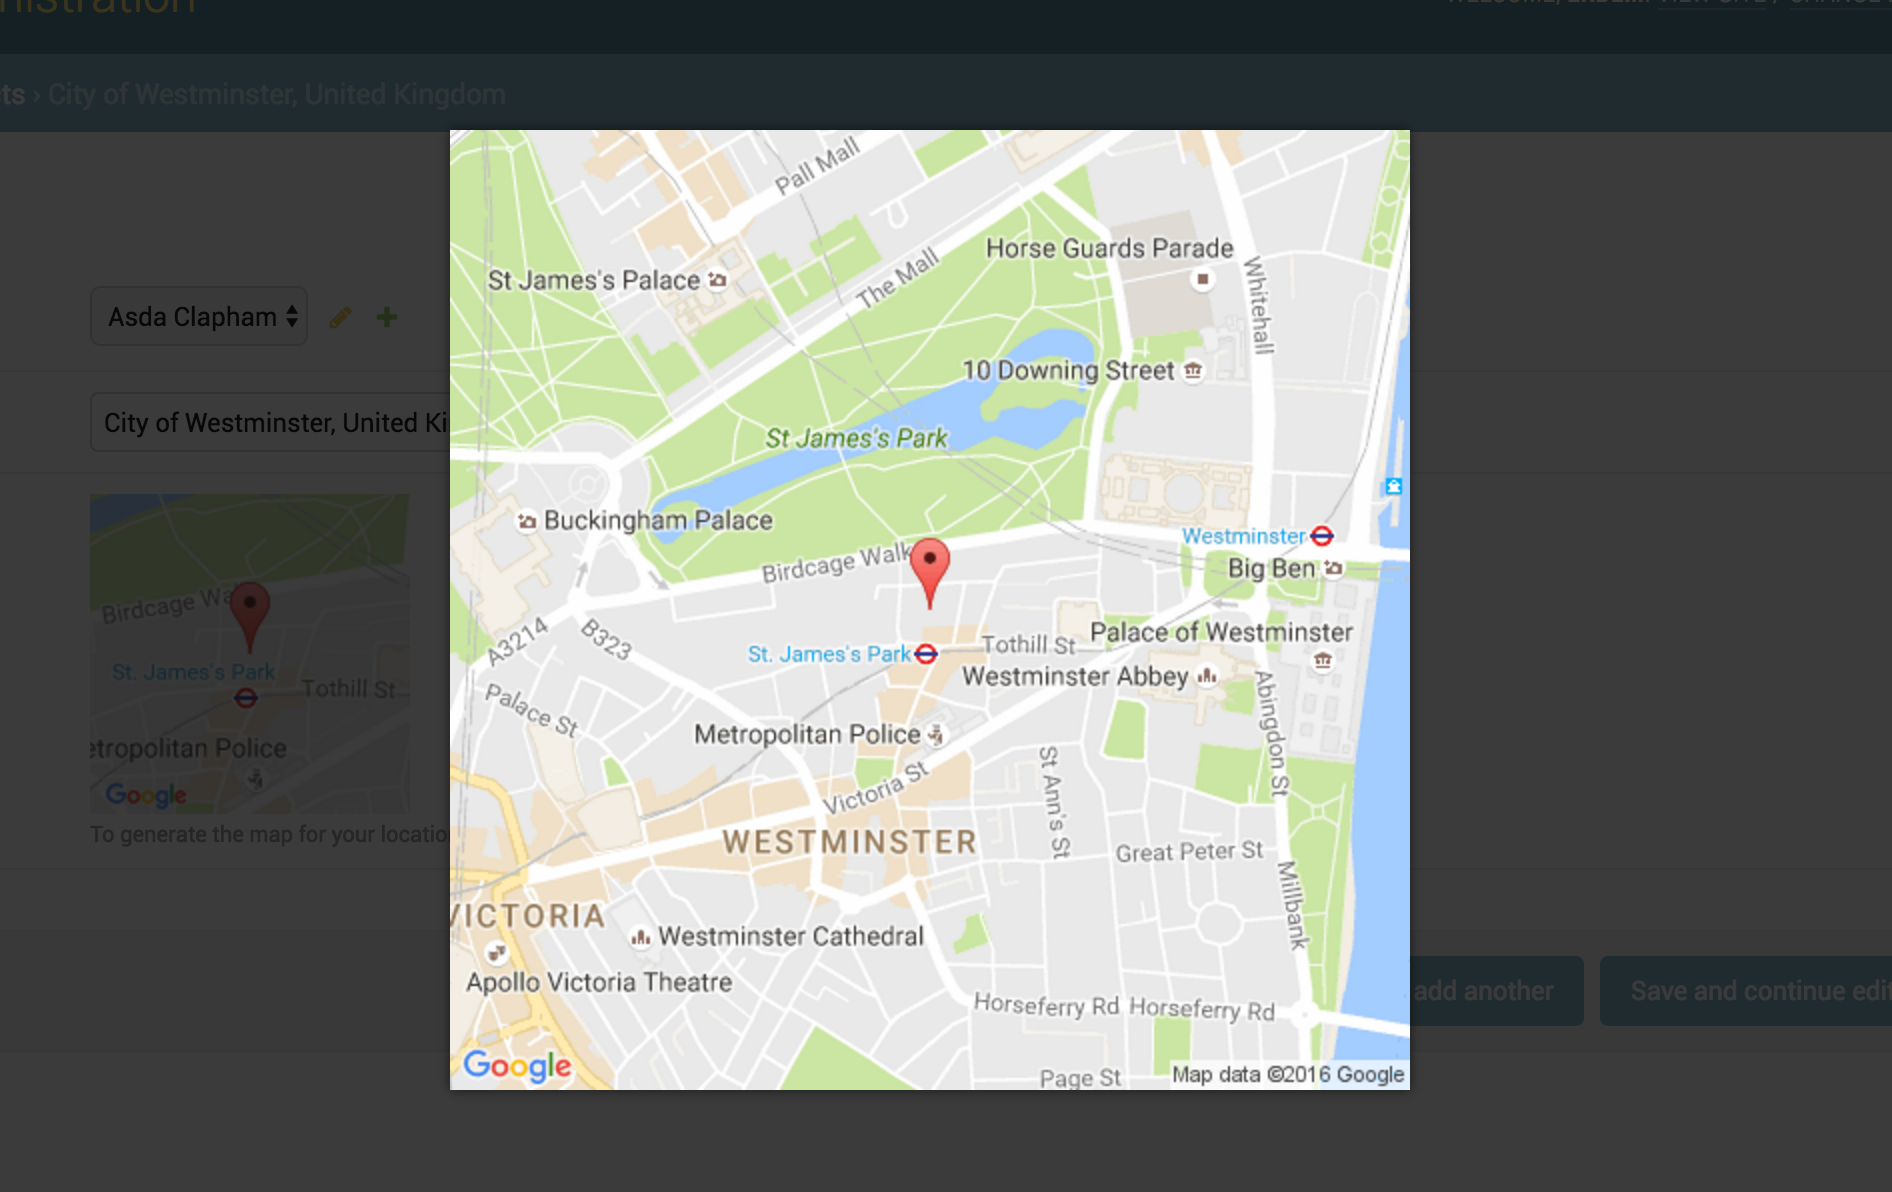 nistration
WELCOME,
VIEW SITE /
CHANGE
ts › City of Westminster, United Kingdom
Pall Mall
Horse Guards Parade
St James's Palace
The Mall
Whitehall
Asda Clapham
10 Downing Street
City of Westminster, United Ki
St James's Park
Buckingham Palace
Westminster
Birdcage Walk
Big Ben
Birdcage Wa
A3214
B323
St. James's Park
Tothill St
Palace of Westminster
Westminster Abbey
St. James's Park
Tothill St
Palace St
Abingdon St
Metropolitan Police
etropolitan Police
St Ann's St
Victoria St
Google
To generate the map for your locatio
WESTMINSTER
Great Peter St
Millbank
VICTORIA
Westminster Cathedral
Apollo Victoria Theatre
add another
Save and continue edit
Horseferry Rd
Horseferry Rd
Google
Page St
Map data ©2016 Google